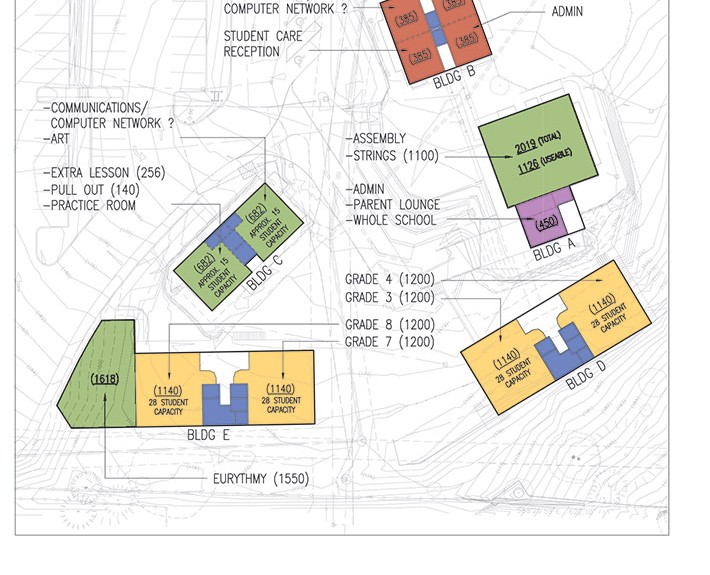 COMPUTER NETWORK ?
STUDENT CARE
RECEPTION
(385)
(385)
(385)
(385)
ADMIN
BLDG B
-COMMUNICATIONS/
COMPUTER NETWORK ?
-ART
-EXTRA LESSON (256)
-PULL OUT (140)
-PRACTICE ROOM
-ASSEMBLY
-STRINGS (1100)
-ADMIN
-PARENT LOUNGE
-WHOLE SCHOOL
2019 (TOTAL)
1126 (USEABLE)
(450)
BLDG A
(682)
APPROX. 15
STUDENT
CAPACITY
(682)
APPROX. 15
STUDENT
CAPACITY
BLDG C
GRADE 4 (1200)
GRADE 3 (1200)
GRADE 8 (1200)
GRADE 7 (1200)
(1140)
28 STUDENT
CAPACITY
(1140)
28 STUDENT
CAPACITY
BLDG D
(1618)
(1140)
28 STUDENT
CAPACITY
(1140)
28 STUDENT
CAPACITY
BLDG E
EURYTHMY (1550)